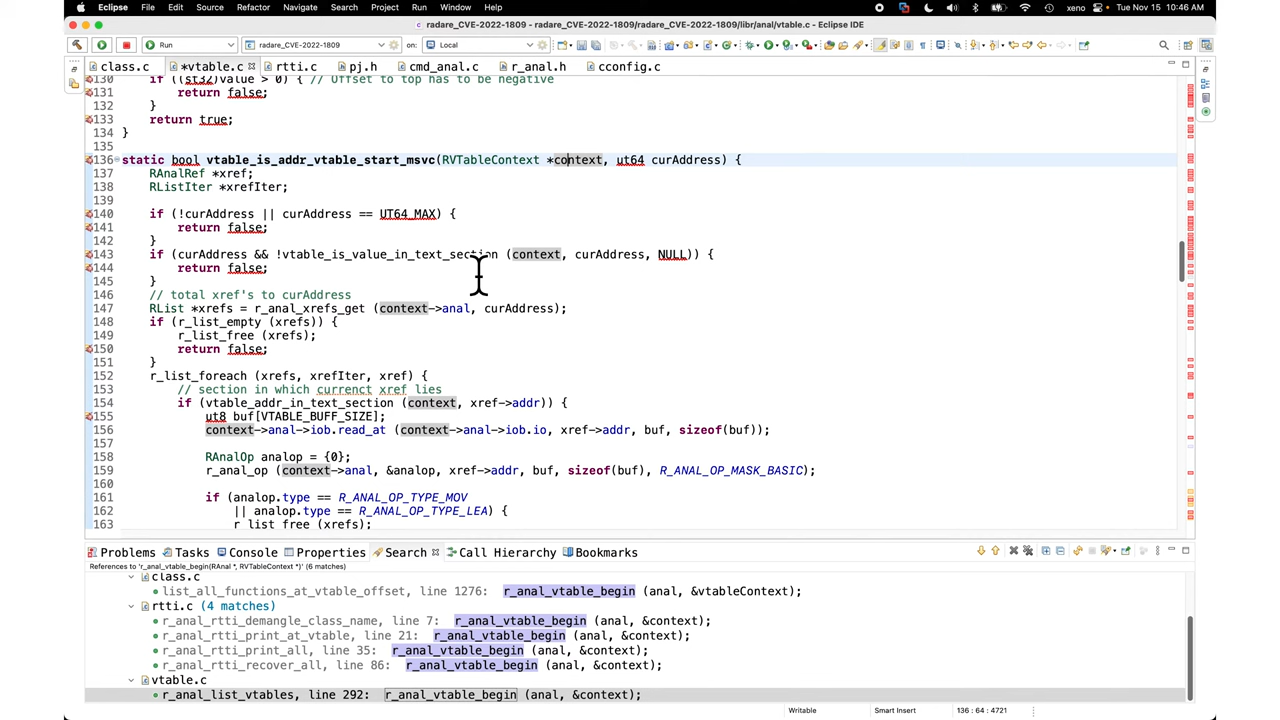 Eclipse File Edit Source Refactor Navigate Search Project Run Window Help xeno Tue Nov 15 10:46 AM
radare_CVE-2022-1809 - radare_CVE-2022-1809/radare_CVE-2022-1809/libr/anal/vtable.c - Eclipse IDE
Run radare_CVE-2022-1809 on: Local
class.c *vtable.c rtti.c pj.h cmd_anal.c r_anal.h cconfig.c
130 if ((st32)value > 0) { // Offset to top has to be negative
131 return false;
132 }
133 return true;
134 }
135
136 static bool vtable_is_addr_vtable_start_msvc(RVTableContext *context, ut64 curAddress) {
137 RAnalRef *xref;
138 RListIter *xrefIter;
139
140 if (!curAddress || curAddress == UT64_MAX) {
141 return false;
142 }
143 if (curAddress && !vtable_is_value_in_text_section (context, curAddress, NULL)) {
144 return false;
145 }
146 // total xref's to curAddress
147 RList *xrefs = r_anal_xrefs_get (context->anal, curAddress);
148 if (r_list_empty (xrefs)) {
149 r_list_free (xrefs);
150 return false;
151 }
152 r_list_foreach (xrefs, xrefIter, xref) {
153 // section in which currenct xref lies
154 if (vtable_addr_in_text_section (context, xref->addr)) {
155 ut8 buf[VTABLE_BUFF_SIZE];
156 context->anal->iob.read_at (context->anal->iob.io, xref->addr, buf, sizeof(buf));
157
158 RAnalOp analop = {0};
159 r_anal_op (context->anal, &analop, xref->addr, buf, sizeof(buf), R_ANAL_OP_MASK_BASIC);
160
161 if (analop.type == R_ANAL_OP_TYPE_MOV
162 || analop.type == R_ANAL_OP_TYPE_LEA) {
163 r_list_free (xrefs);
Problems Tasks Console Properties Search Call Hierarchy Bookmarks
References to 'r_anal_vtable_begin(RAnal *, RVTableContext *)' (6 matches)
class.c
list_all_functions_at_vtable_offset, line 1276: r_anal_vtable_begin (anal, &vtableContext);
rtti.c (4 matches)
r_anal_rtti_demangle_class_name, line 7: r_anal_vtable_begin (anal, &context);
r_anal_rtti_print_at_vtable, line 21: r_anal_vtable_begin (anal, &context);
r_anal_rtti_print_all, line 35: r_anal_vtable_begin (anal, &context);
r_anal_rtti_recover_all, line 86: r_anal_vtable_begin (anal, &context);
vtable.c
r_anal_list_vtables, line 292: r_anal_vtable_begin (anal, &context);
Writable Smart Insert 136 : 64 : 4721